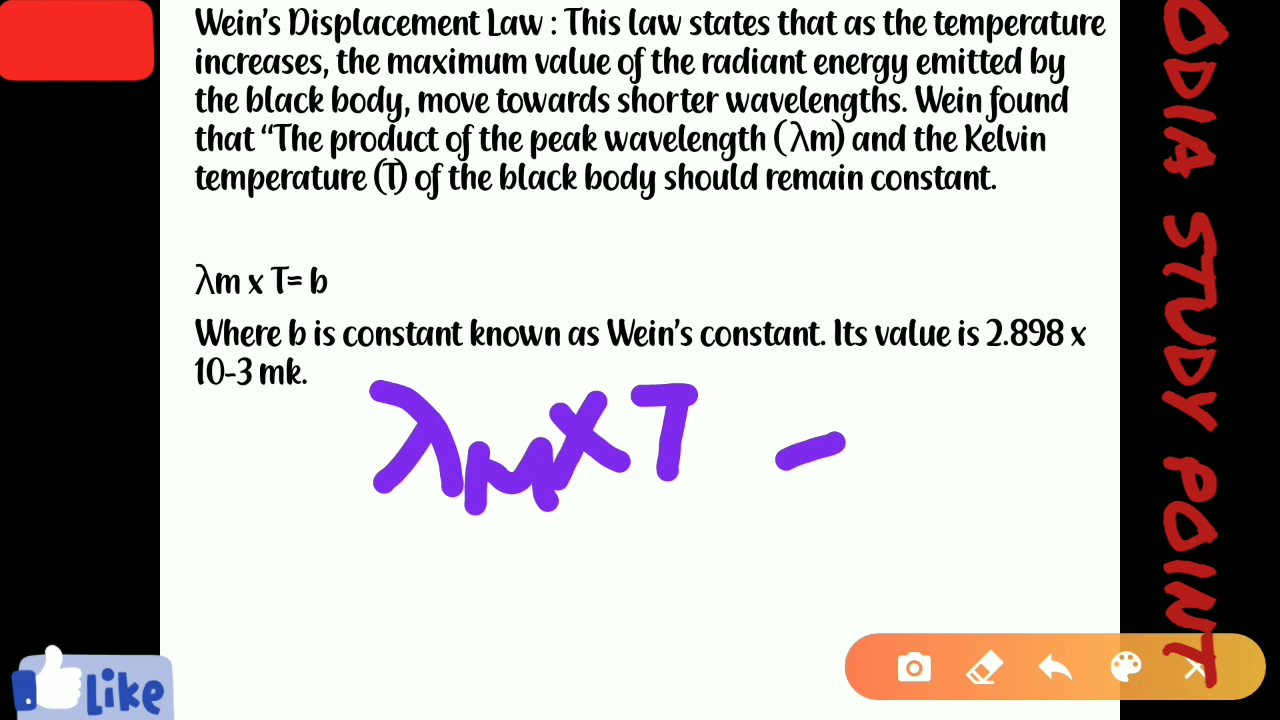 Wein's Displacement Law : This law states that as the temperature
increases, the maximum value of the radiant energy emitted by
the black body, move towards shorter wavelengths. Wein found
that “The product of the peak wavelength (λm) and the Kelvin
temperature (T) of the black body should remain constant.
λm x T= b
Where b is constant known as Wein's constant. Its value is 2.898 x
10-3 mk.
λm x T -
ODIA STUDY POINT
Like